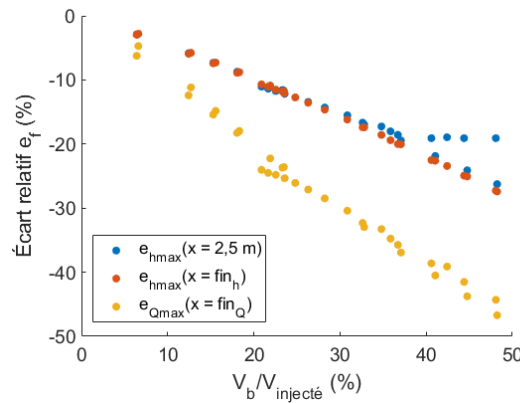 0
-10
-20
-30
-40
-50
Écart relatif e_f (%)
e_hmax(x = 2,5 m)
e_hmax(x = fin_h)
e_Qmax(x = fin_Q)
0 10 20 30 40 50
V_b/V_injecté (%)